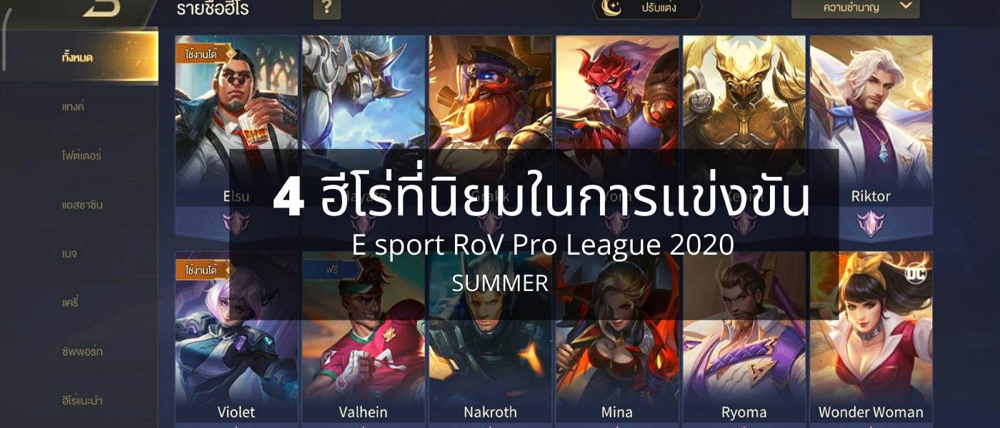 รายชื่อฮีโร่
?
ปรับแต่ง
ความชำนาญ
ทั้งหมด
แทงค์
ไฟต์เตอร์
แอสซาซิน
เมจ
แครี่
ซัพพอร์ท
ฮีโร่แนะนำ
ใช้งานได้
Elsu
Grakk
Yorn
Riktor
4 ฮีโร่ที่นิยมในการแข่งขัน
E sport RoV Pro League 2020
SUMMER
ใช้งานได้
ฟรี
DC
Violet
Valhein
Nakroth
Mina
Ryoma
Wonder Woman